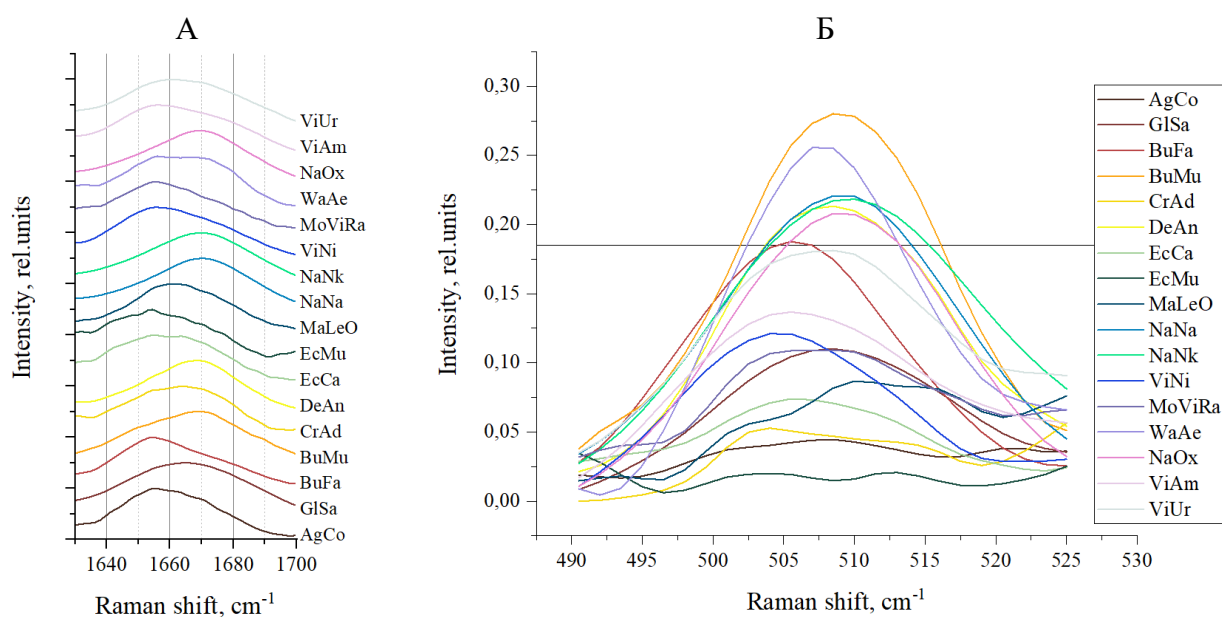 А
Intensity, rel.units
ViUr
ViAm
NaOx
WaAe
MoViRa
ViNi
NaNk
NaNa
MaLeO
EcMu
EcCa
DeAn
CrAd
BuMu
BuFa
GlSa
AgCo
1640 1660 1680 1700
Raman shift, cm-1
Б
Intensity, rel.units
0,30
0,25
0,20
0,15
0,10
0,05
0,00
490 495 500 505 510 515 520 525 530
Raman shift, cm-1
AgCo
GlSa
BuFa
BuMu
CrAd
DeAn
EcCa
EcMu
MaLeO
NaNa
NaNk
ViNi
MoViRa
WaAe
NaOx
ViAm
ViUr